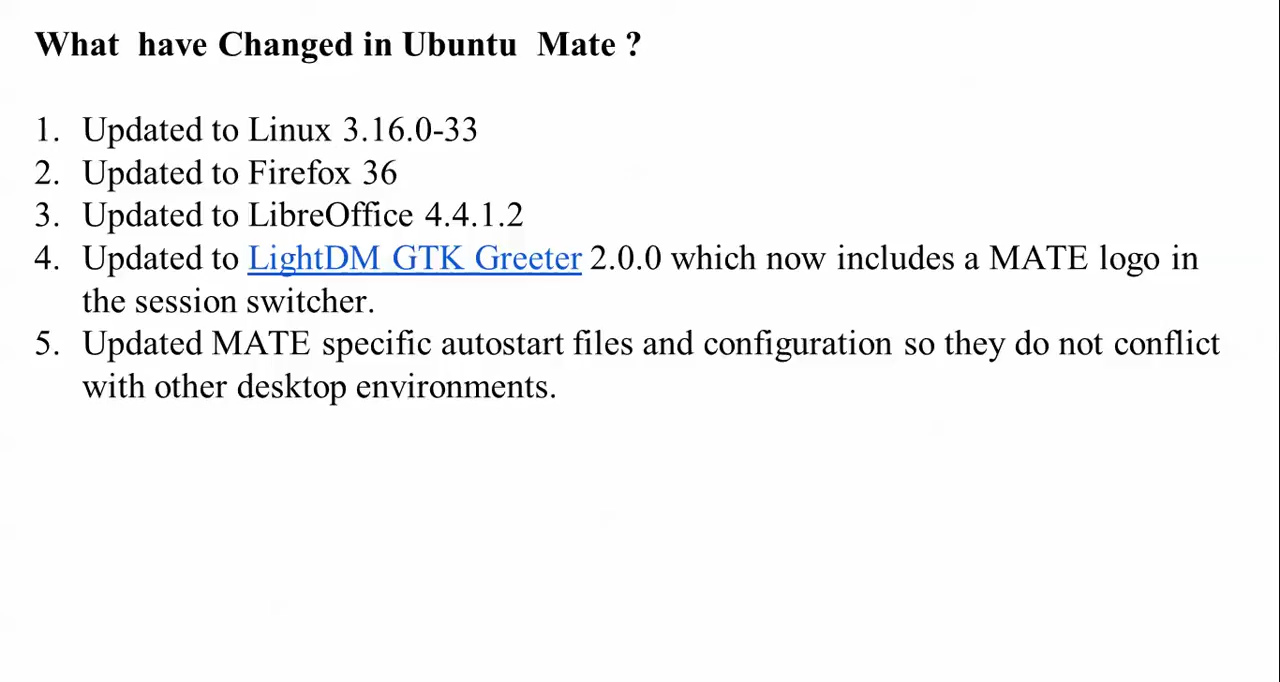 What have Changed in Ubuntu Mate ?
1. Updated to Linux 3.16.0-33
2. Updated to Firefox 36
3. Updated to LibreOffice 4.4.1.2
4. Updated to LightDM GTK Greeter 2.0.0 which now includes a MATE logo in
the session switcher.
5. Updated MATE specific autostart files and configuration so they do not conflict
with other desktop environments.